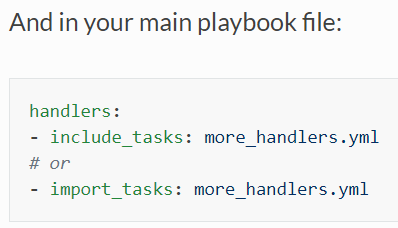 And in your main playbook file:
handlers:
- include_tasks: more_handlers.yml
# or
- import_tasks: more_handlers.yml